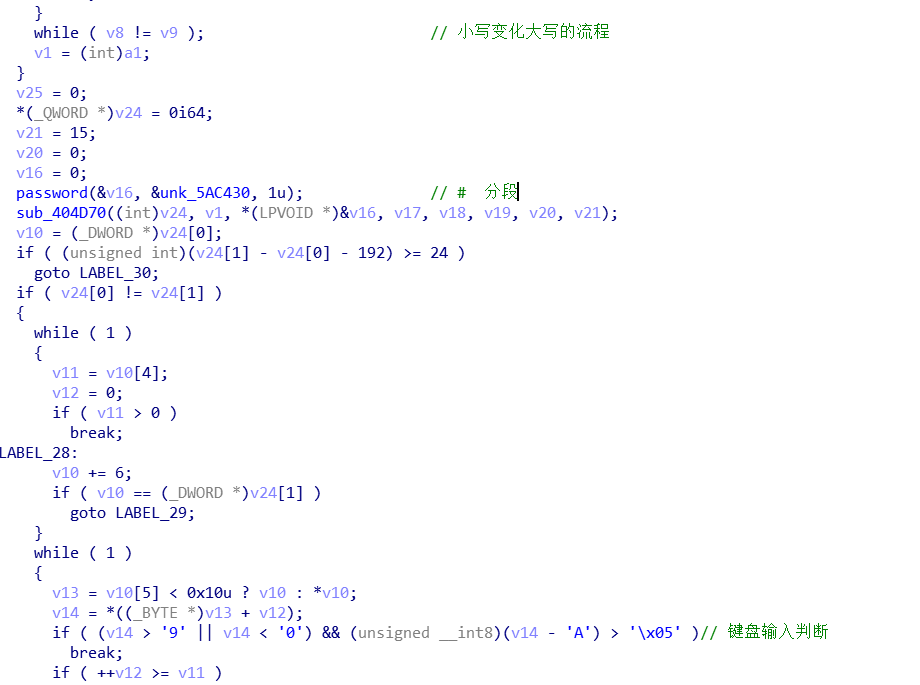 }
while ( v8 != v9 ); // 小写变化大写的流程
v1 = (int)a1;
}
v25 = 0;
*(_QWORD *)v24 = 0i64;
v21 = 15;
v20 = 0;
v16 = 0;
password(&v16, &unk_5AC430, 1u); // # 分段
sub_404D70((int)v24, v1, *(LPVOID *)&v16, v17, v18, v19, v20, v21);
v10 = (_DWORD *)v24[0];
if ( (unsigned int)(v24[1] - v24[0] - 192) >= 24 )
goto LABEL_30;
if ( v24[0] != v24[1] )
{
while ( 1 )
{
v11 = v10[4];
v12 = 0;
if ( v11 > 0 )
break;
LABEL_28:
v10 += 6;
if ( v10 == (_DWORD *)v24[1] )
goto LABEL_29;
}
while ( 1 )
{
v13 = v10[5] < 0x10u ? v10 : *v10;
v14 = *((_BYTE *)v13 + v12);
if ( (v14 > '9' || v14 < '0') && (unsigned __int8)(v14 - 'A') > '\x05' )// 键盘输入判断
break;
if ( ++v12 >= v11 )